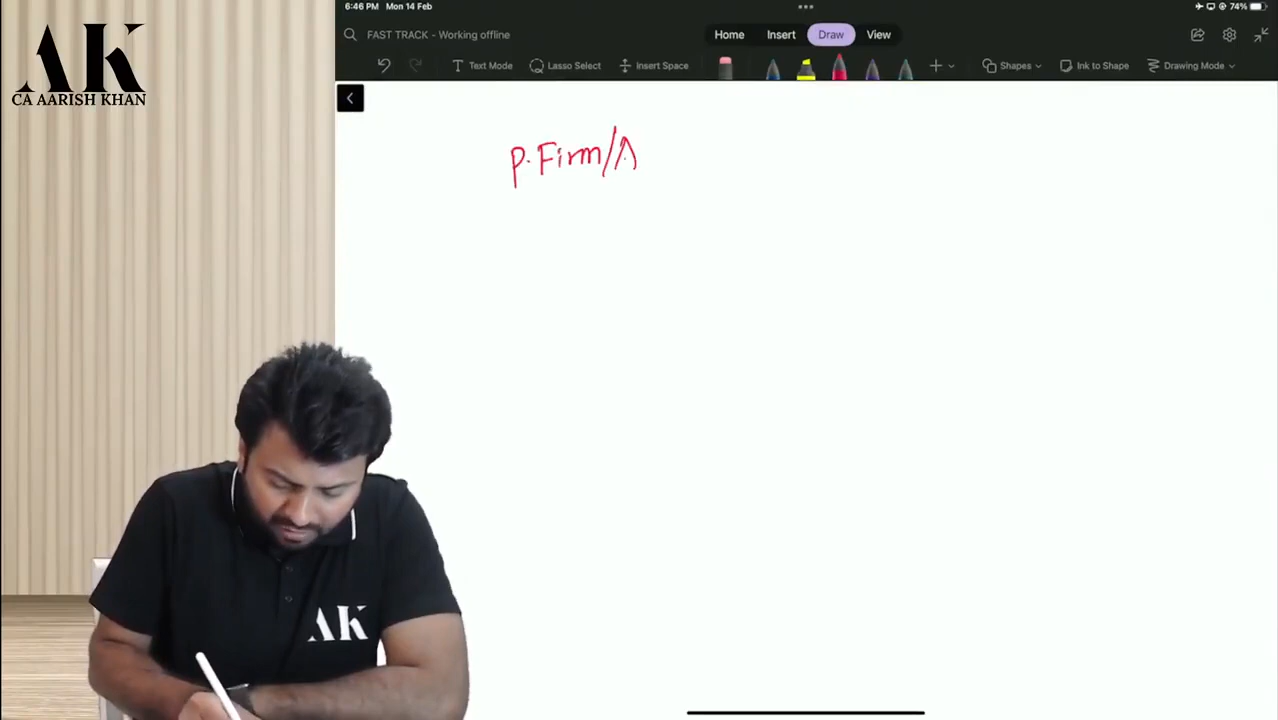 AK
CA AARISH KHAN
6:46 PM Mon 14 Feb
74%
FAST TRACK - Working offline
Home Insert Draw View
Text Mode Lasso Select Insert Space Shapes Ink to Shape Drawing Mode
P. Firm/A
AK